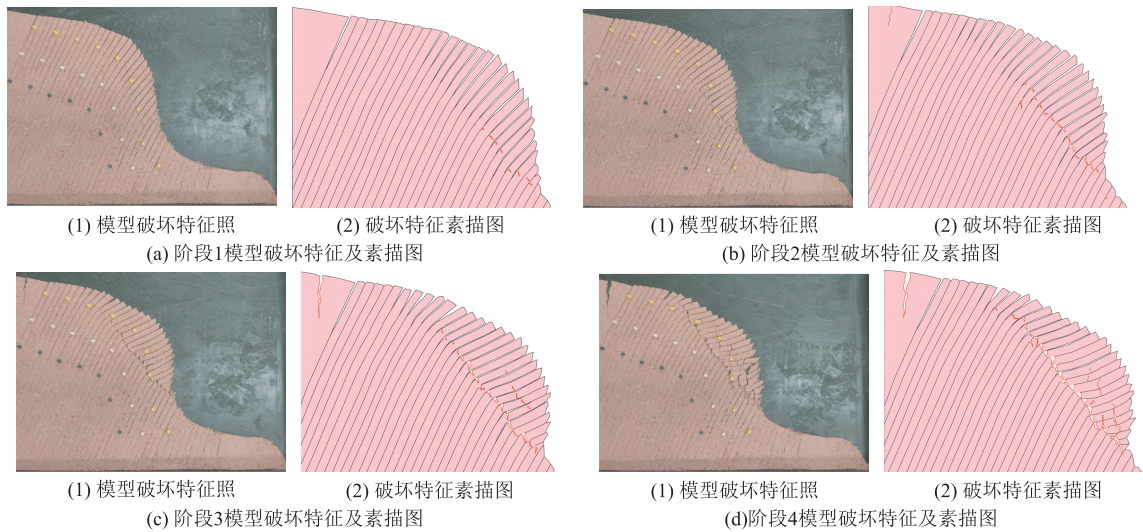 (1) 模型破坏特征照
(2) 破坏特征素描图
(a) 阶段1模型破坏特征及素描图
(1) 模型破坏特征照
(2) 破坏特征素描图
(b) 阶段2模型破坏特征及素描图
(1) 模型破坏特征照
(2) 破坏特征素描图
(c) 阶段3模型破坏特征及素描图
(1) 模型破坏特征照
(2) 破坏特征素描图
(d)阶段4模型破坏特征及素描图